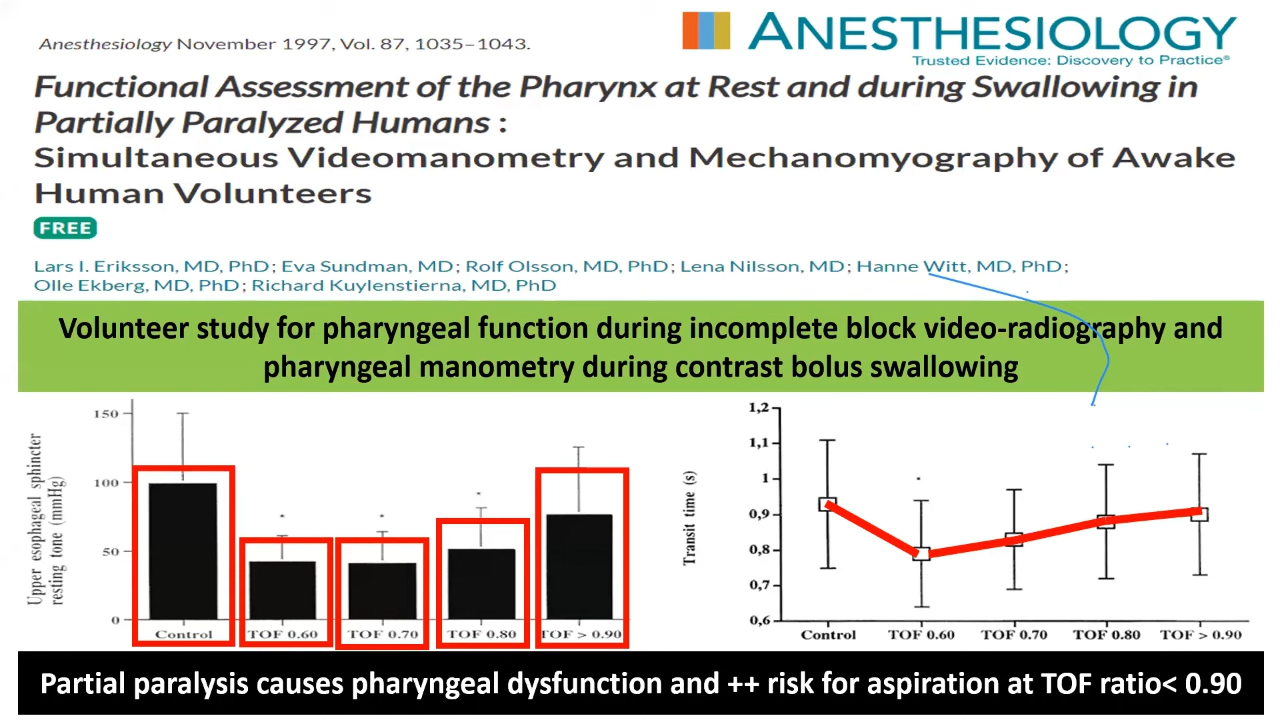 Anesthesiology November 1997, Vol. 87, 1035–1043.
ANESTHESIOLOGY
Trusted Evidence: Discovery to Practice®
Functional Assessment of the Pharynx at Rest and during Swallowing in
Partially Paralyzed Humans :
Simultaneous Videomanometry and Mechanomyography of Awake
Human Volunteers
FREE
Lars I. Eriksson, MD, PhD; Eva Sundman, MD; Rolf Olsson, MD, PhD; Lena Nilsson, MD; Hanne Witt, MD, PhD;
Olle Ekberg, MD, PhD; Richard Kuylenstierna, MD, PhD
Volunteer study for pharyngeal function during incomplete block video-radiography and
pharyngeal manometry during contrast bolus swallowing
Upper esophageal sphincter
resting tone (mmHg)
150
100
50
0
* * *
Control TOF 0.60 TOF 0.70 TOF 0.80 TOF > 0.90
Transit time (s)
1,2
1,1
1
0,9
0,8
0,7
0,6
*
Control TOF 0.60 TOF 0.70 TOF 0.80 TOF > 0.90
Partial paralysis causes pharyngeal dysfunction and ++ risk for aspiration at TOF ratio< 0.90